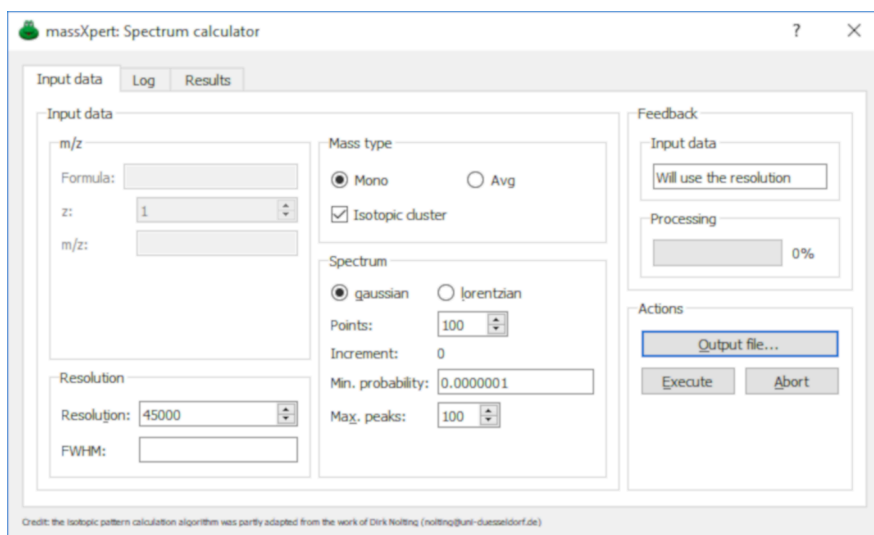 massXpert: Spectrum calculator
?
Input data Log Results
Input data
m/z
Formula:
z: 1
m/z:
Resolution
Resolution: 45000
FWHM:
Mass type
Mono Avg
Isotopic cluster
Spectrum
gaussian lorentzian
Points: 100
Increment: 0
Min. probability: 0.0000001
Max. peaks: 100
Feedback
Input data
Will use the resolution
Processing
0%
Actions
Output file...
Execute Abort
Credit: the isotopic pattern calculation algorithm was partly adapted from the work of Dirk Nolting (nolting@uni-duesseldorf.de)